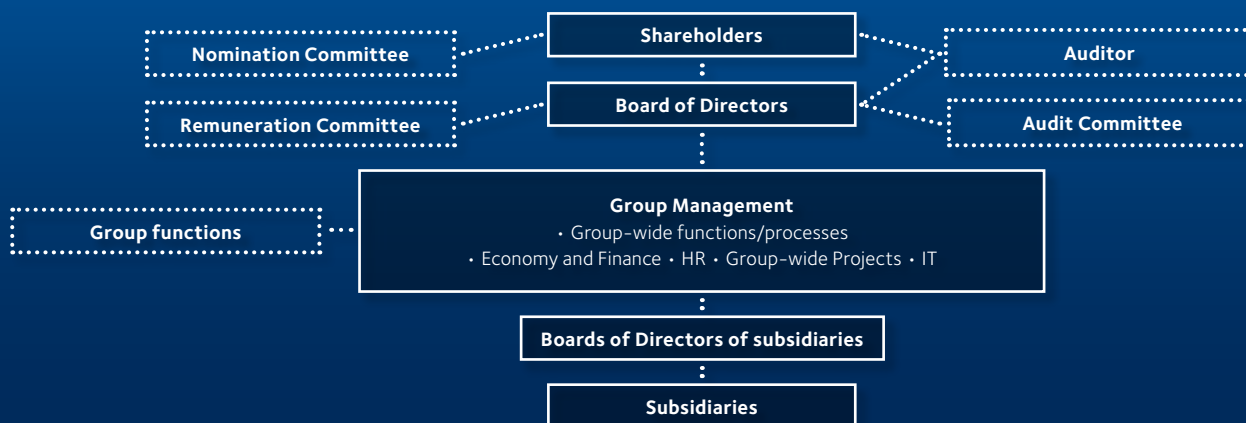 Shareholders
Nomination Committee
Auditor
Board of Directors
Remuneration Committee
Audit Committee
Group Management
• Group-wide functions/processes
Group functions
• Economy and Finance • HR • Group-wide Projects • IT
Boards of Directors of subsidiaries
Subsidiaries